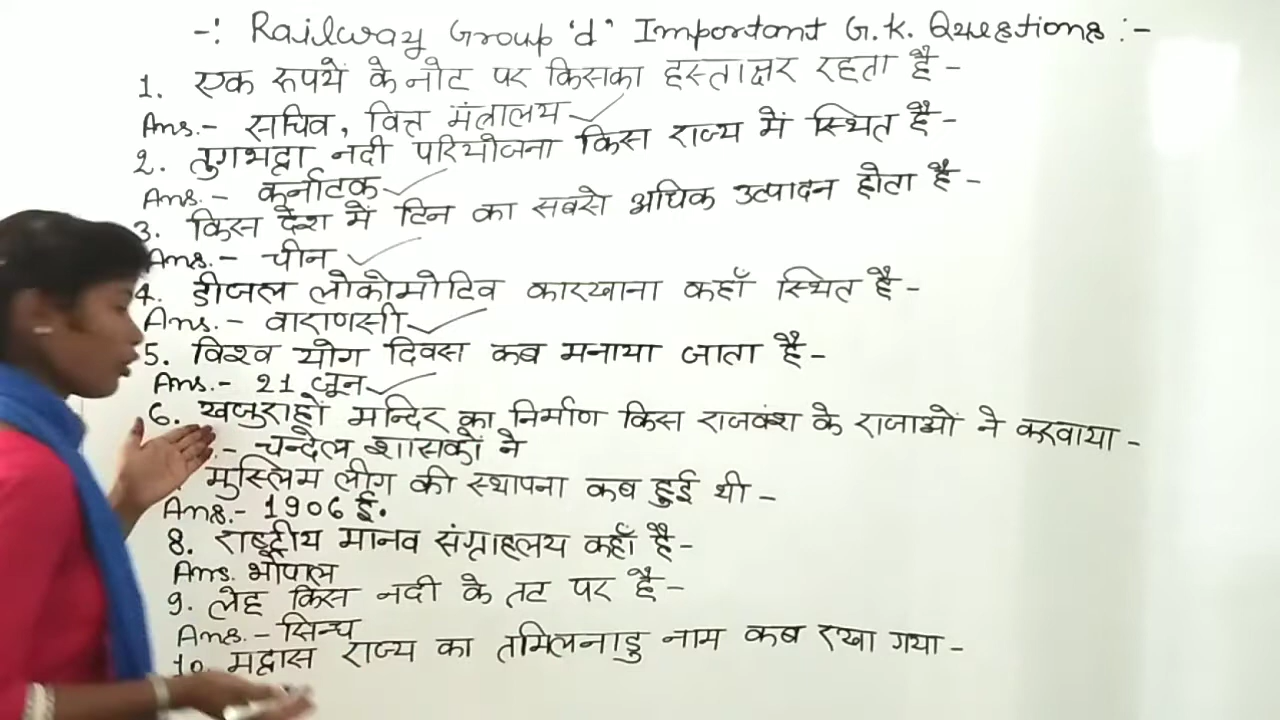 -: Railway Group 'd' Important G.k. Questions :-
1. एक रूपयें के नोट पर किसका हस्ताक्षर रहता है -
Ans.- सचिव, वित्त मंत्रालय
2. तुगभद्रा नदी परियोजना किस राज्य में स्थित है -
Ans.- कर्नाटक
3. किस देश में टिन का सबसे अधिक उत्पादन होता है -
Ans.- चीन
4. डीजल लोकोमोटिव कारखाना कहाँ स्थित है -
Ans.- वाराणसी
5. विश्व योग दिवस कब मनाया जाता है -
Ans.- 21 जून
6. खजुराहों मन्दिर का निर्माण किस राजवंश के राजाओं ने करवाया -
- चन्देल शासकों ने
मुस्लिम लीग की स्थापना कब हुई थी -
Ans.- 1906 ई.
8. राष्ट्रीय मानव संग्राहलय कहाँ है -
Ans. भोपाल
9. लेह किस नदी के तट पर है -
Ans.- सिन्ध
10. मद्रास राज्य का तमिलनाडु नाम कब रखा गया -